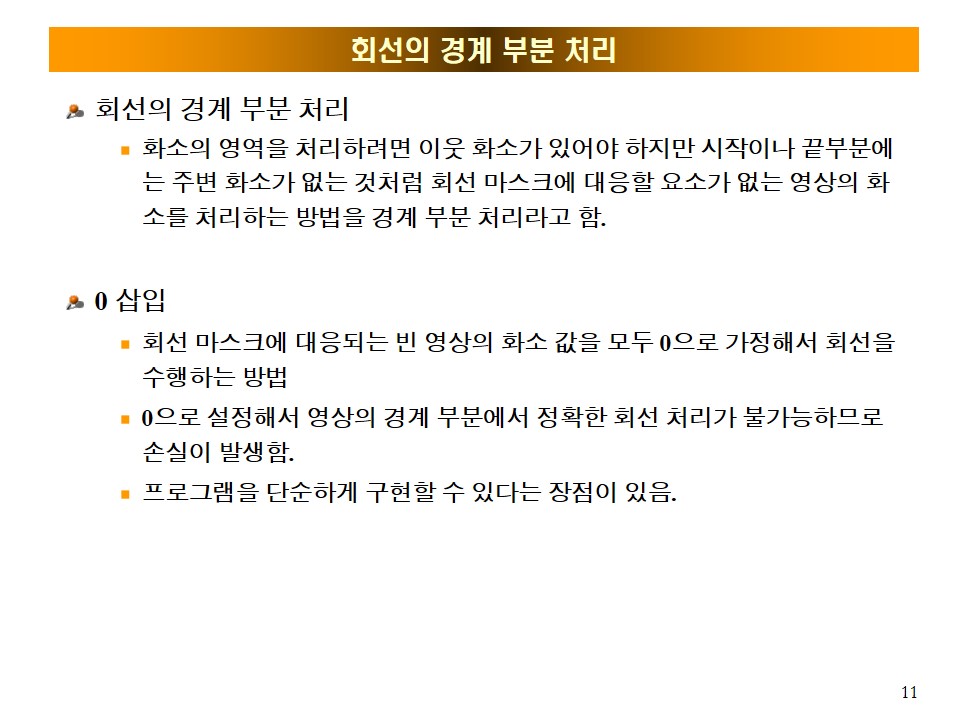 회선의 경계 부분 처리
회선의 경계 부분 처리
화소의 영역을 처리하려면 이웃 화소가 있어야 하지만 시작이나 끝부분에
는 주변 화소가 없는 것처럼 회선 마스크에 대응할 요소가 없는 영상의 화
소를 처리하는 방법을 경계 부분 처리라고 함.
0 삽입
회선 마스크에 대응되는 빈 영상의 화소 값을 모두 0으로 가정해서 회선을
수행하는 방법
0으로 설정해서 영상의 경계 부분에서 정확한 회선 처리가 불가능하므로
손실이 발생함.
프로그램을 단순하게 구현할 수 있다는 장점이 있음.
11